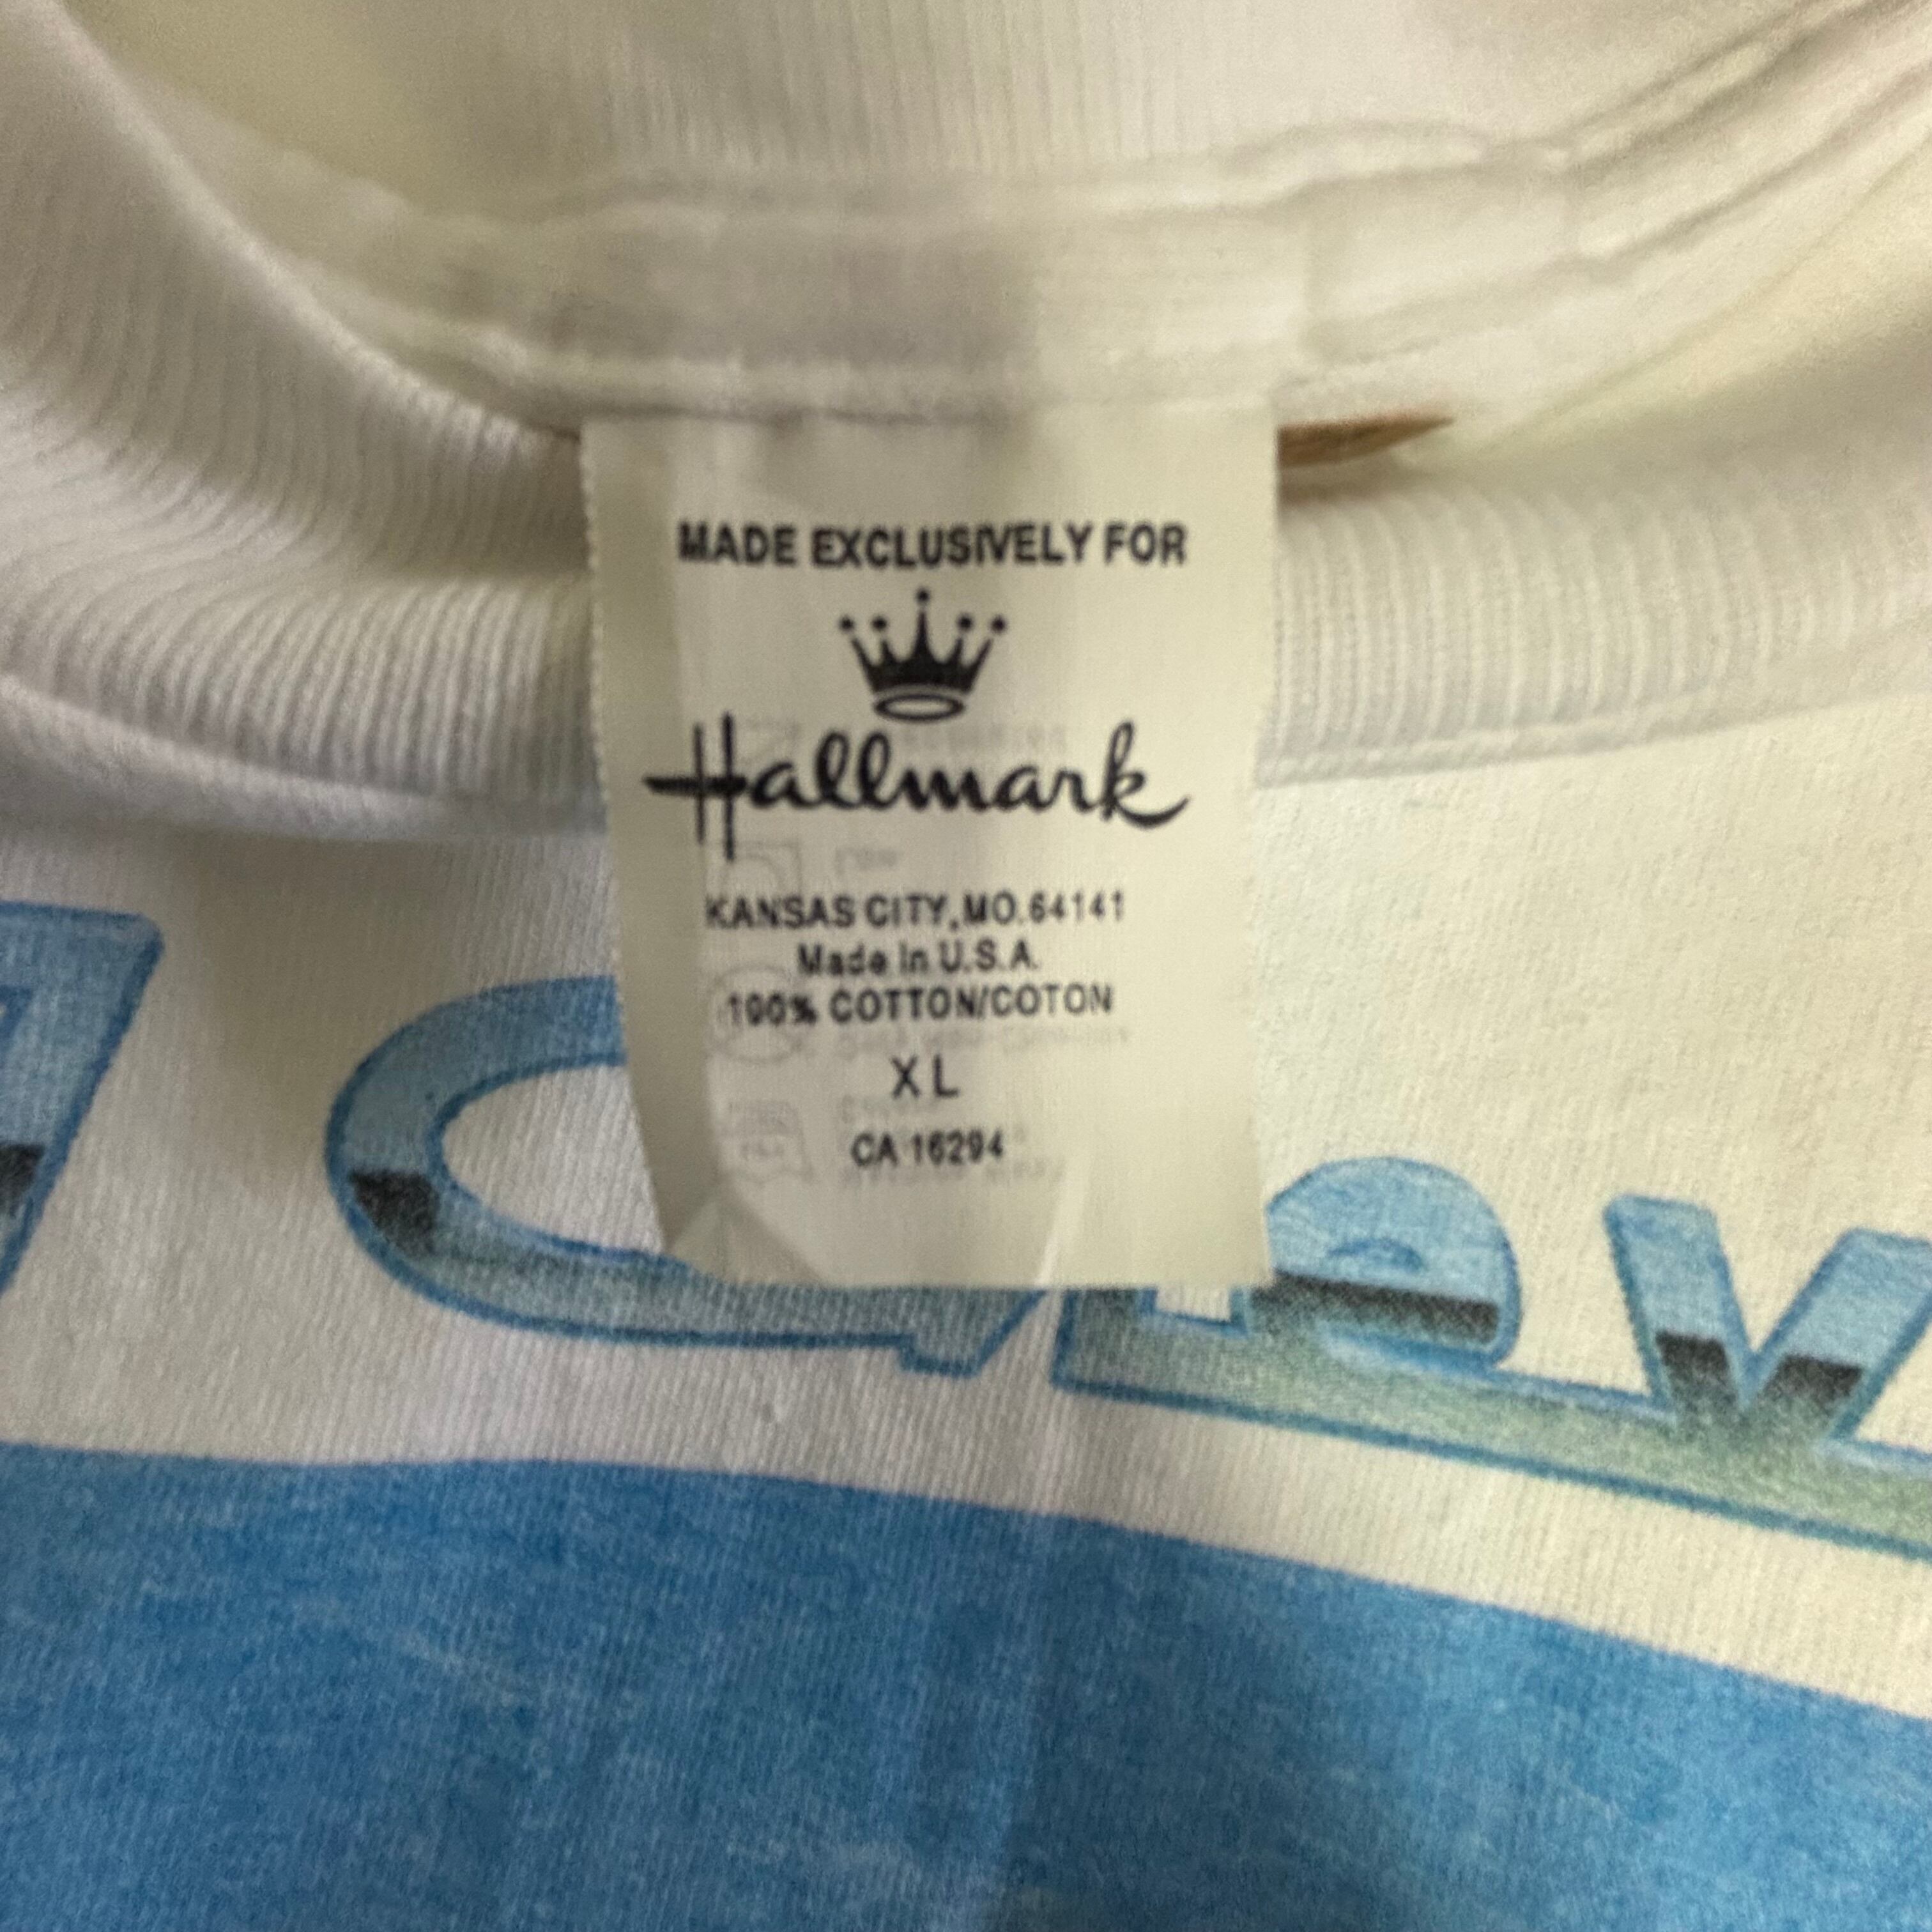 MADE EXCLUSIVELY FOR
Hallmark
KANSAS CITY, MO. 64141
Made in U.S.A.
100% COTTON/COTON
XL
CA 16294